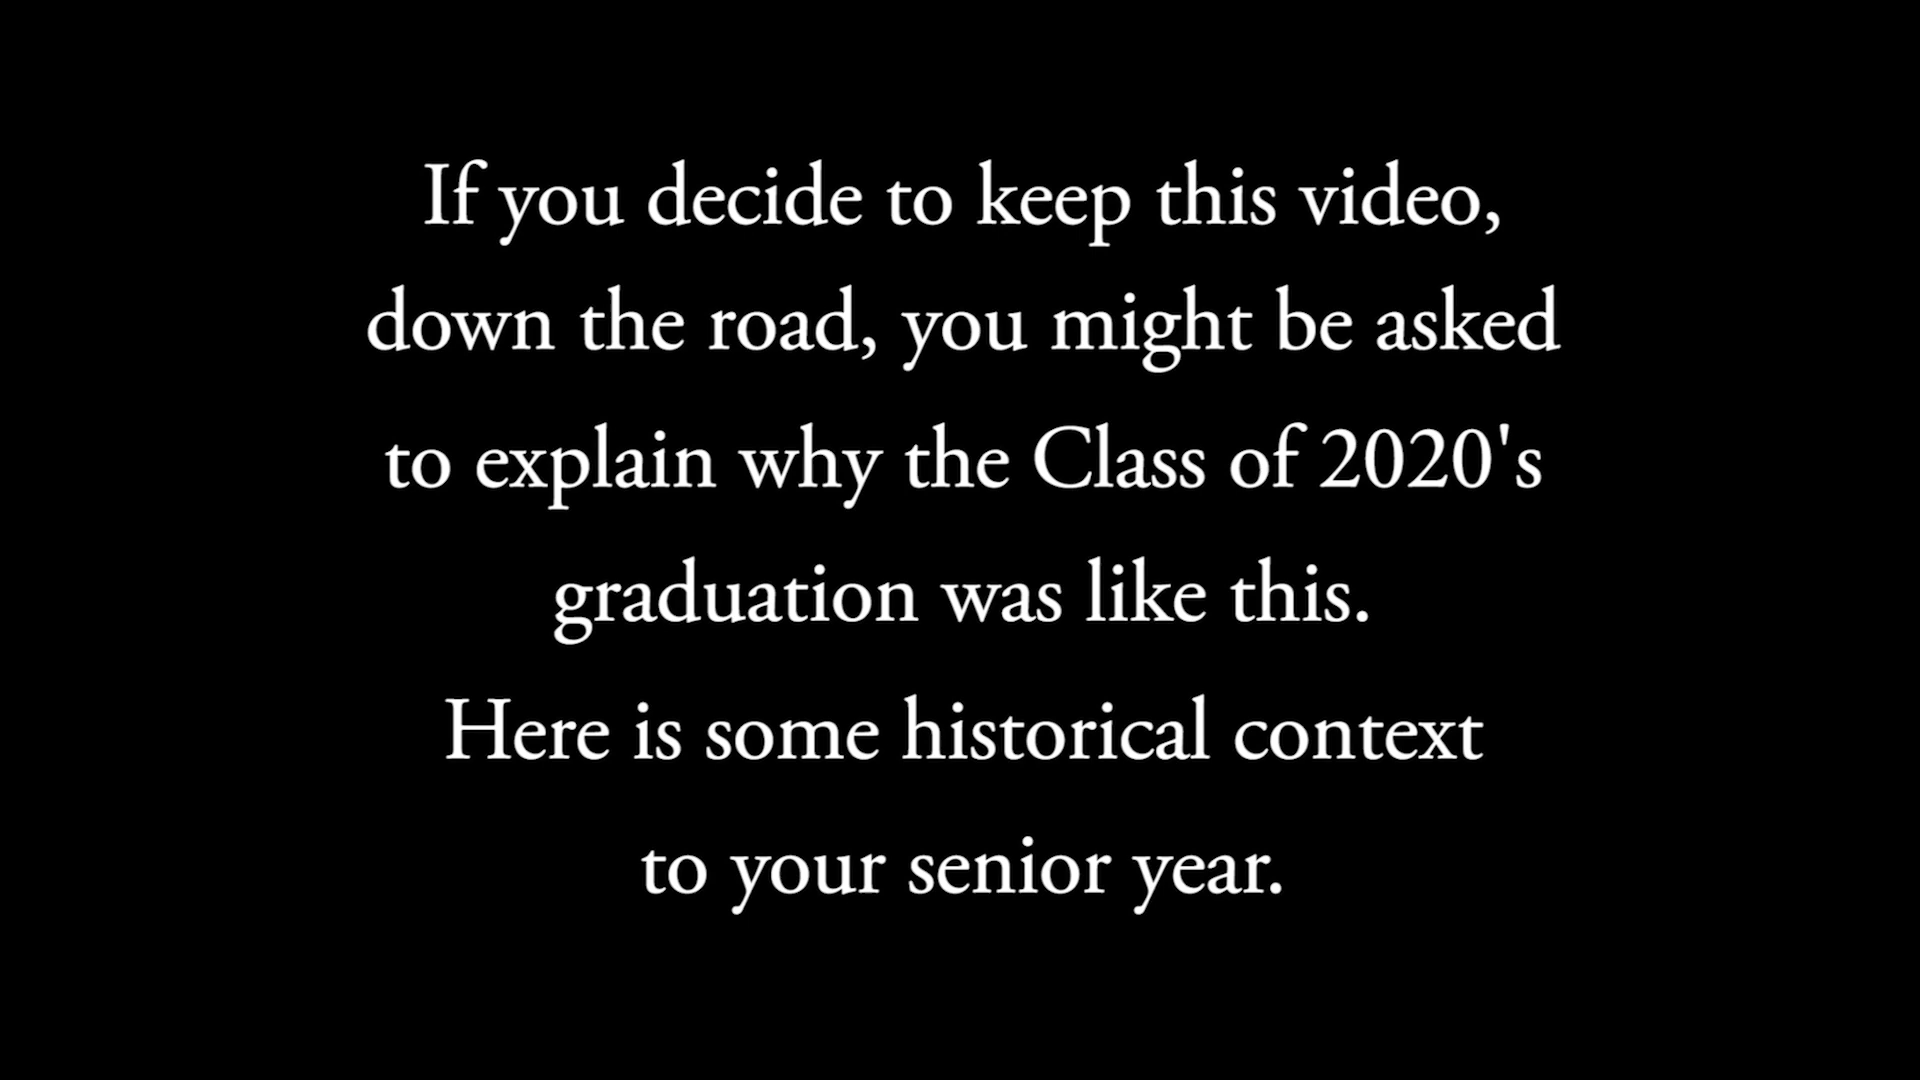 If you decide to keep this video,
down the road, you might be asked
to explain why the Class of 2020's
graduation was like this.
Here is some historical context
to your senior year.